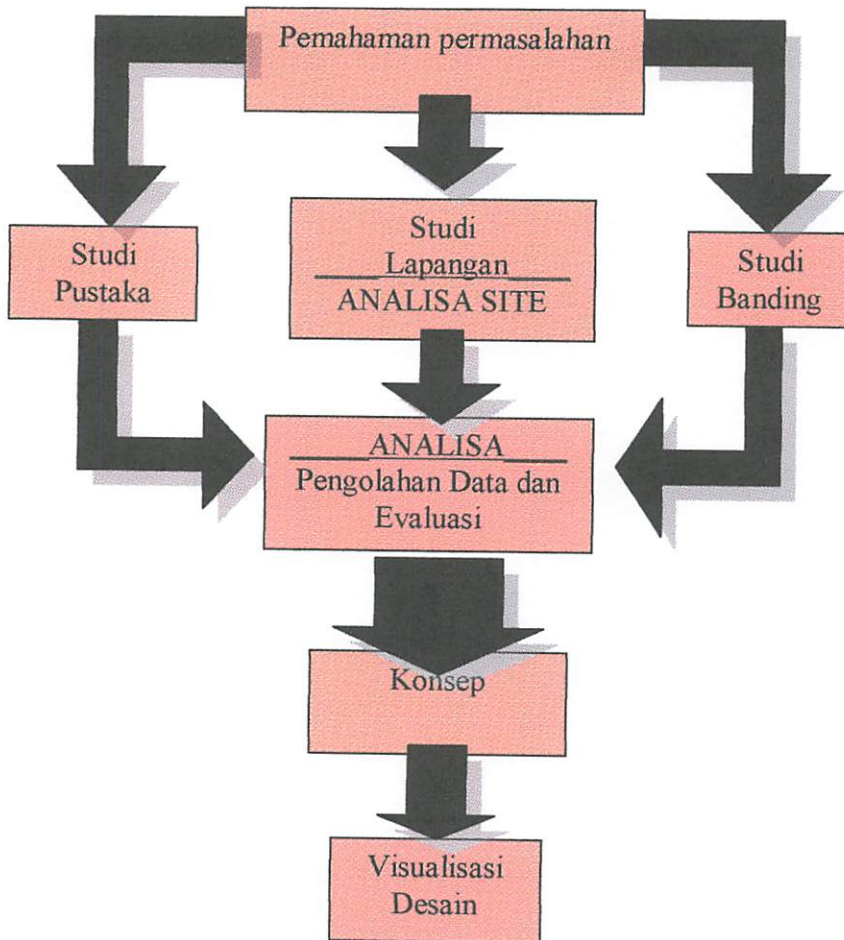 Pemahaman permasalahan
Studi
Pustaka
Studi
Lapangan
ANALISA SITE
Studi
Banding
ANALISA
Pengolahan Data dan
Evaluasi
Konsep
Visualisasi
Desain